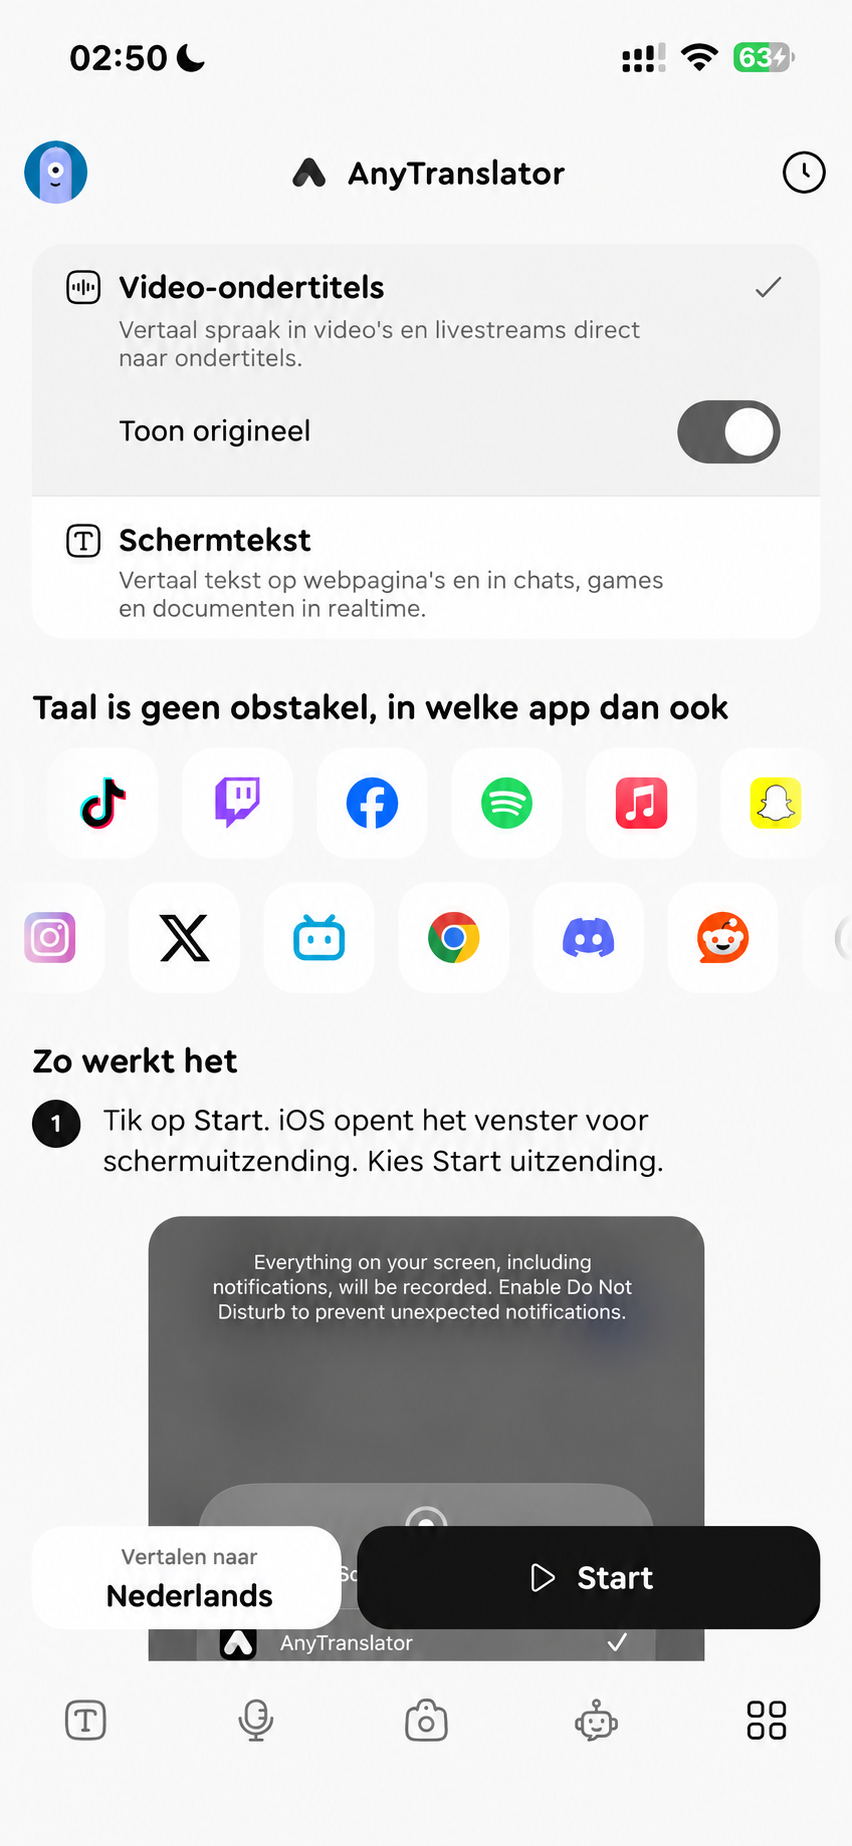 02:50
63
AnyTranslator
Video-ondertitels
Vertaal spraak in video's en livestreams direct
naar ondertitels.
Toon origineel
Schermtekst
Vertaal tekst op webpagina's en in chats, games
en documenten in realtime.
Taal is geen obstakel, in welke app dan ook
Zo werkt het
1
Tik op Start. iOS opent het venster voor
schermuitzending. Kies Start uitzending.
Everything on your screen, including
notifications, will be recorded. Enable Do Not
Disturb to prevent unexpected notifications.
Vertalen naar
Nederlands
Start
AnyTranslator